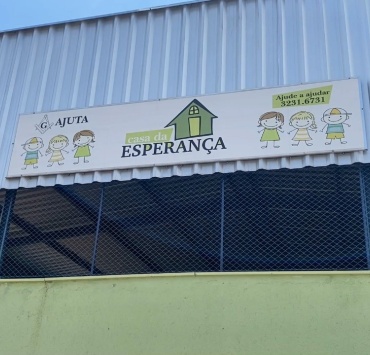 G AJUTA
casa da
ESPERANÇA
Ajude a ajudar
3231.6731